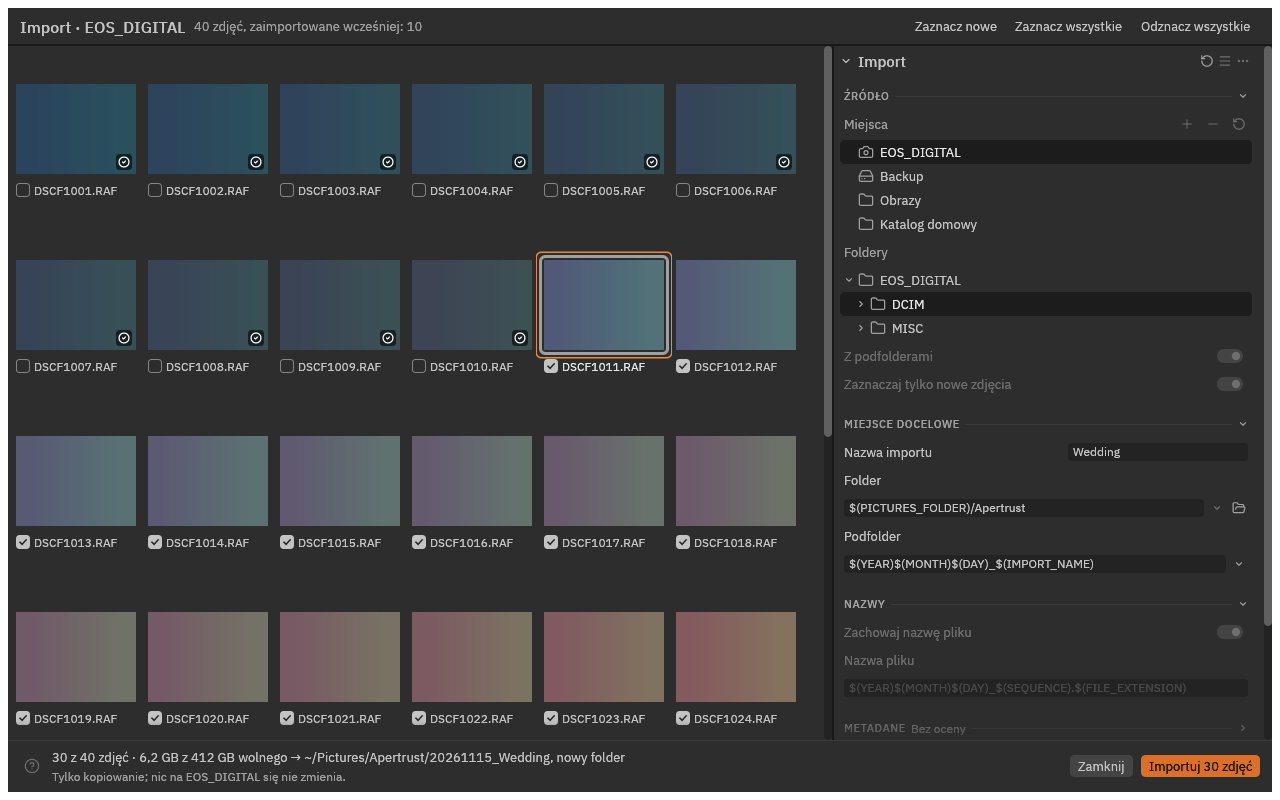 Import · EOS_DIGITAL 40 zdjęć, zaimportowane wcześniej: 10 Zaznacz nowe Zaznacz wszystkie Odznacz wszystkie
DSCF1001.RAF DSCF1002.RAF DSCF1003.RAF DSCF1004.RAF DSCF1005.RAF DSCF1006.RAF
DSCF1007.RAF DSCF1008.RAF DSCF1009.RAF DSCF1010.RAF DSCF1011.RAF DSCF1012.RAF
DSCF1013.RAF DSCF1014.RAF DSCF1015.RAF DSCF1016.RAF DSCF1017.RAF DSCF1018.RAF
DSCF1019.RAF DSCF1020.RAF DSCF1021.RAF DSCF1022.RAF DSCF1023.RAF DSCF1024.RAF
Import
ŹRÓDŁO
Miejsca
EOS_DIGITAL
Backup
Obrazy
Katalog domowy
Foldery
EOS_DIGITAL
DCIM
MISC
Z podfolderami
Zaznaczaj tylko nowe zdjęcia
MIEJSCE DOCELOWE
Nazwa importu Wedding
Folder
$(PICTURES_FOLDER)/Apertrust
Podfolder
$(YEAR)$(MONTH)$(DAY)_$(IMPORT_NAME)
NAZWY
Zachowaj nazwę pliku
Nazwa pliku
$(YEAR)$(MONTH)$(DAY)_$(SEQUENCE).$(FILE_EXTENSION)
METADANE Bez oceny
30 z 40 zdjęć · 6,2 GB z 412 GB wolnego → ~/Pictures/Apertrust/20261115_Wedding, nowy folder
Tylko kopiowanie; nic na EOS_DIGITAL się nie zmienia.
Zamknij Importuj 30 zdjęć